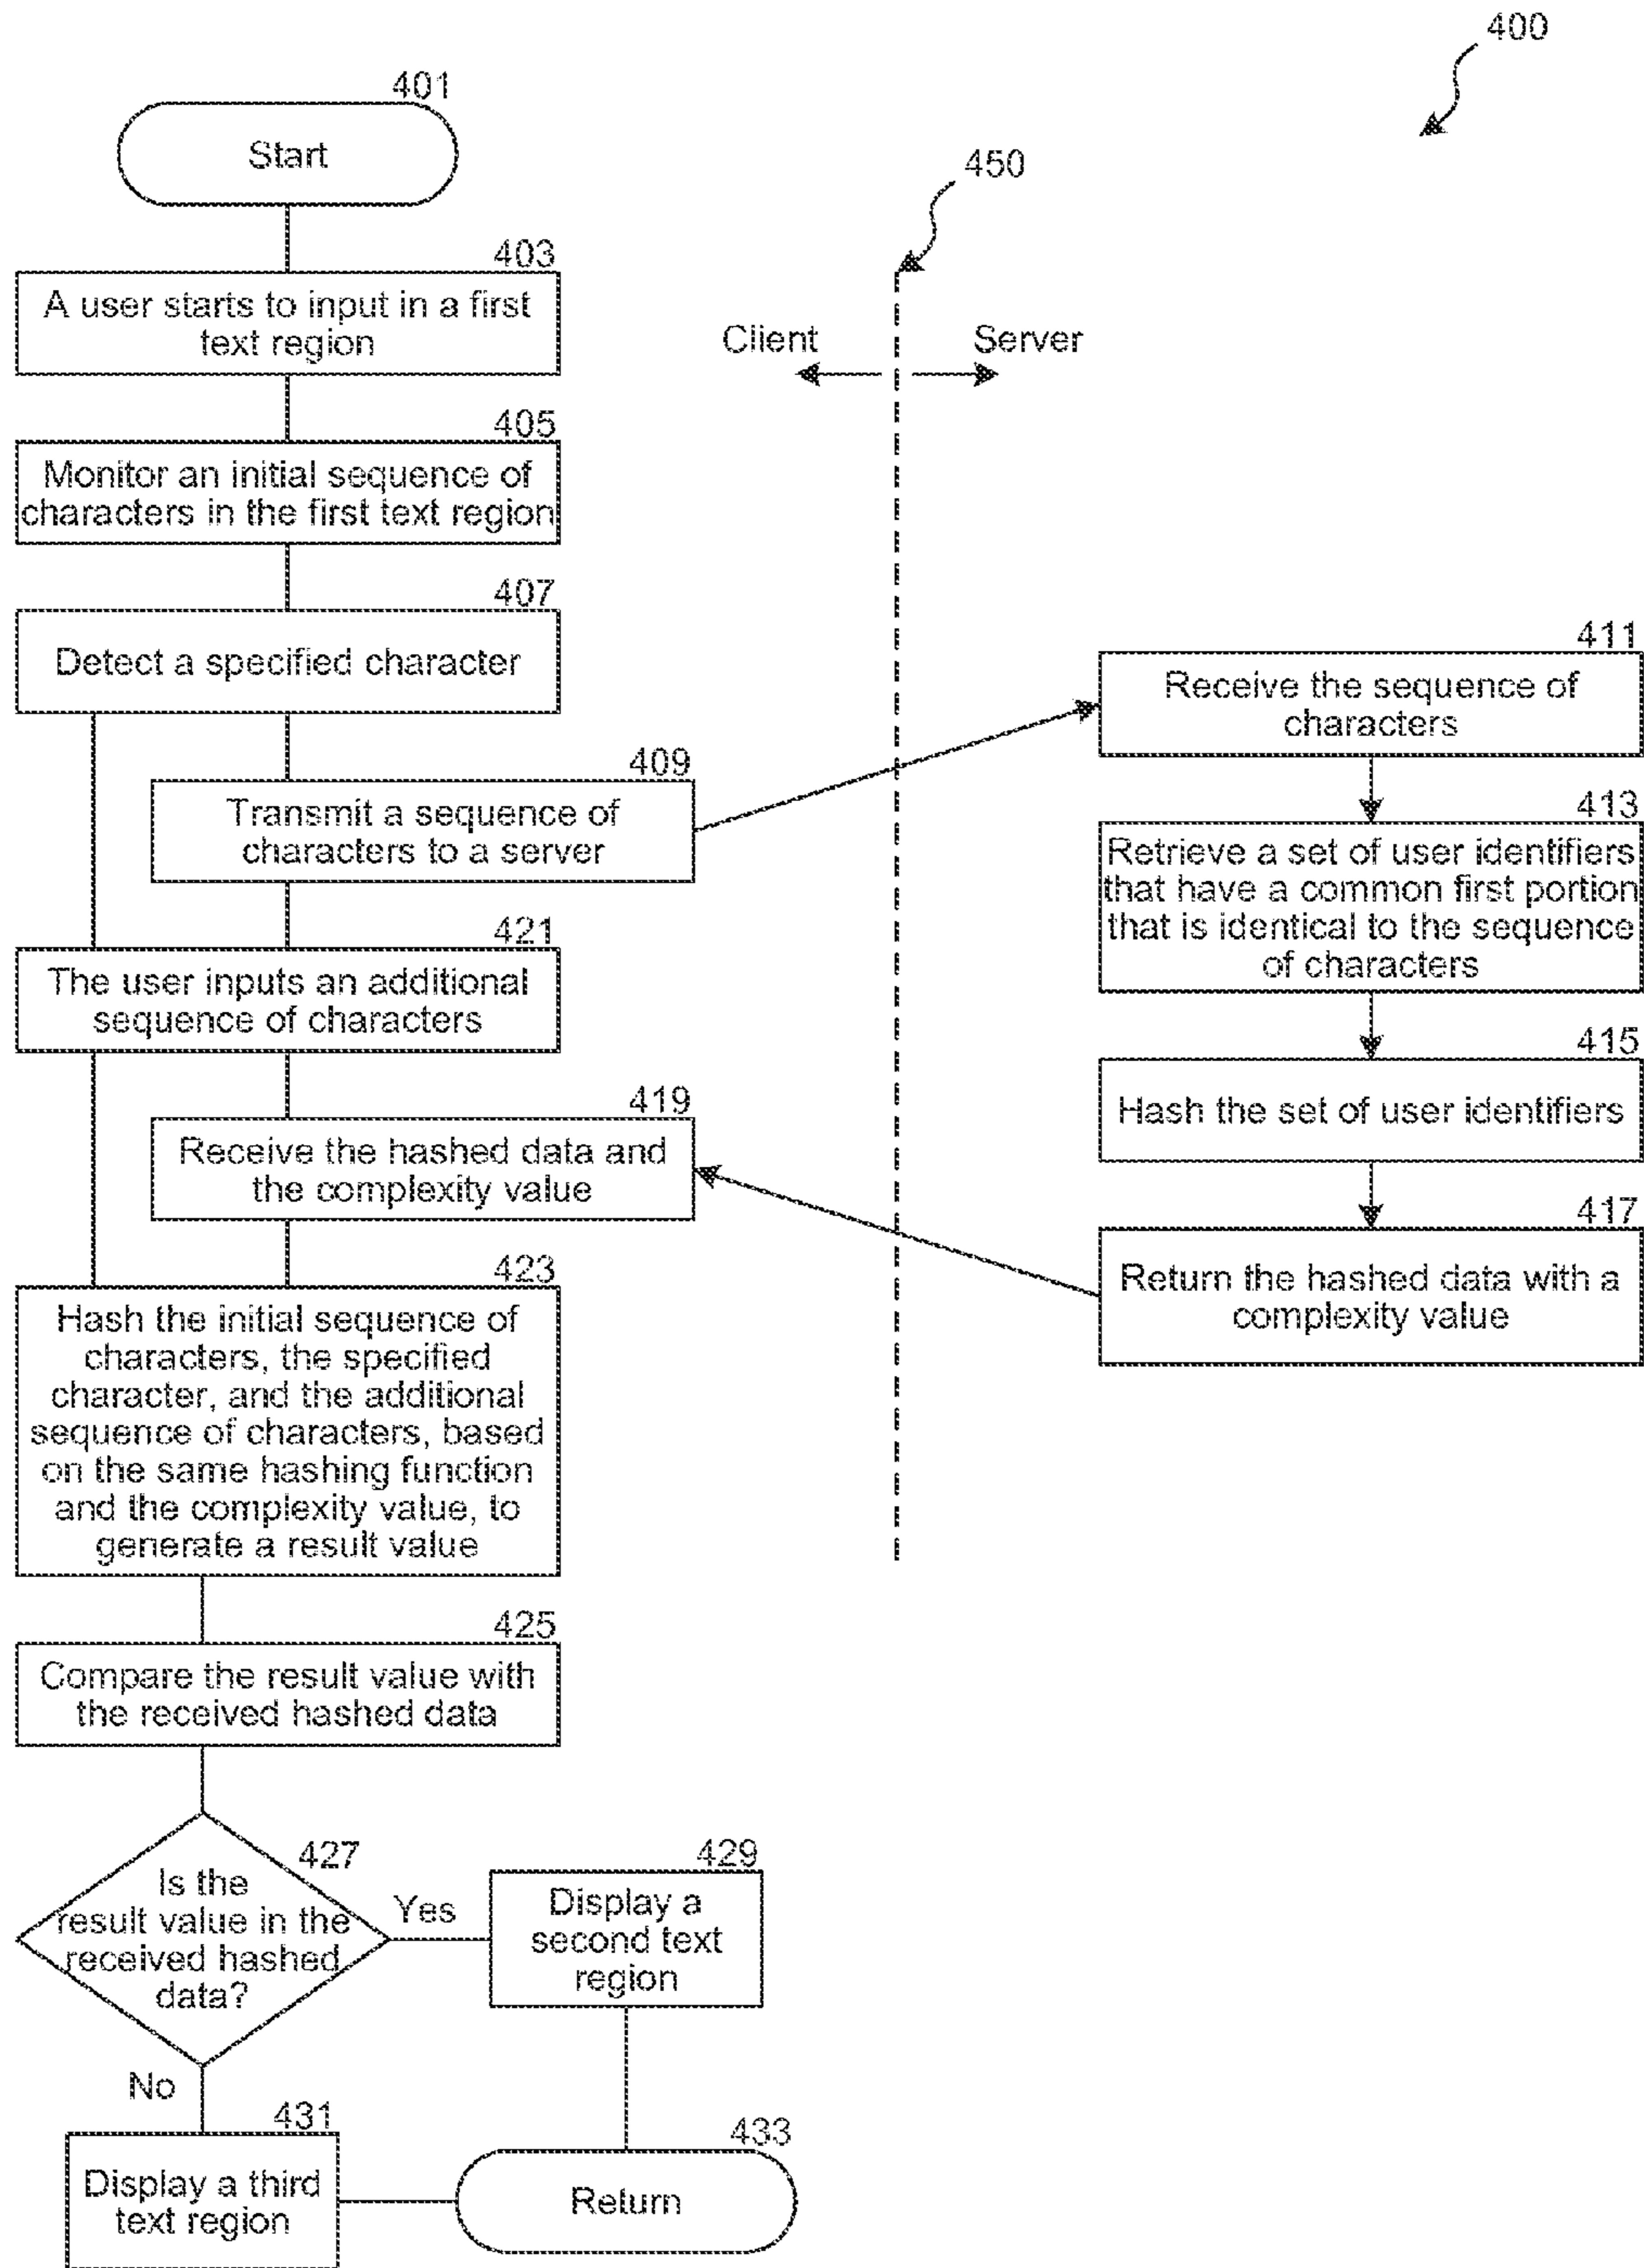 400
401
Start
450
403
A user starts to input in a first
text region
Client
Server
405
Monitor an initial sequence of
characters in the first text region
407
Detect a specified character
411
Receive the sequence of
characters
409
Transmit a sequence of
characters to a server
413
Retrieve a set of user identifiers
that have a common first portion
that is identical to the sequence
of characters
421
The user inputs an additional
sequence of characters
415
Hash the set of user identifiers
419
Receive the hashed data and
the complexity value
417
Return the hashed data with a
complexity value
423
Hash the initial sequence of
characters, the specified
character, and the additional
sequence of characters, based
on the same hashing function
and the complexity value, to
generate a result value
425
Compare the result value with
the received hashed data
427
Is the
result value in the
received hashed
data?
Yes
429
Display a
second text
region
No
431
Display a third
text region
433
Return